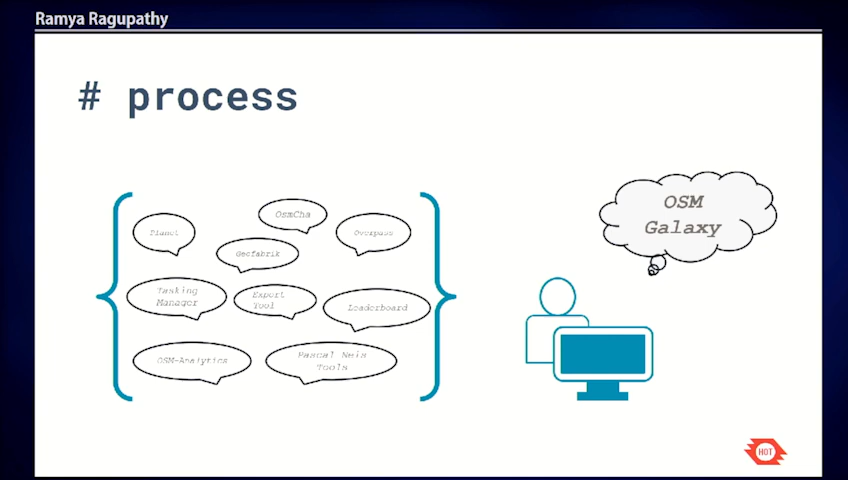 Ramya Ragupathy
# process
OsmCha
Planet
Overpass
Geofabrik
Tasking
Manager
Export
Tool
Leaderboard
OSM-Analytics
Pascal Neis
Tools
OSM
Galaxy
HOT